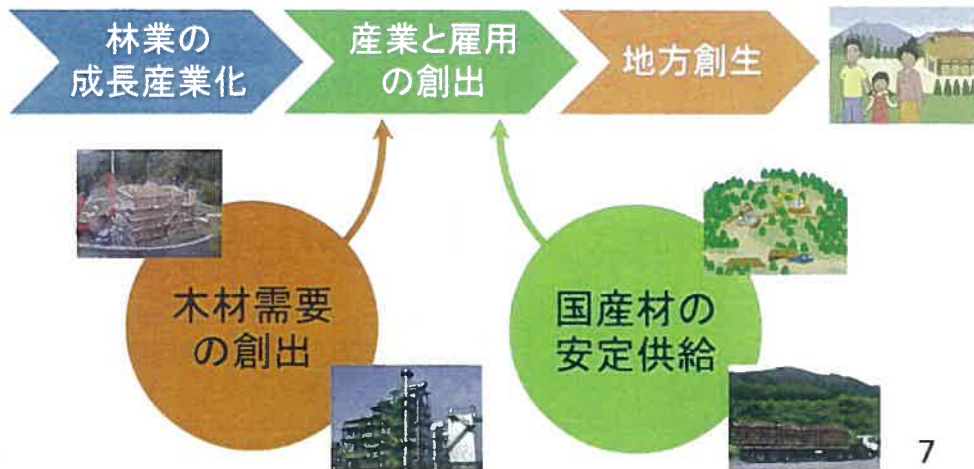 林業の
成長産業化
産業と雇用
の創出
地方創生
木材需要
の創出
国産材の
安定供給
7